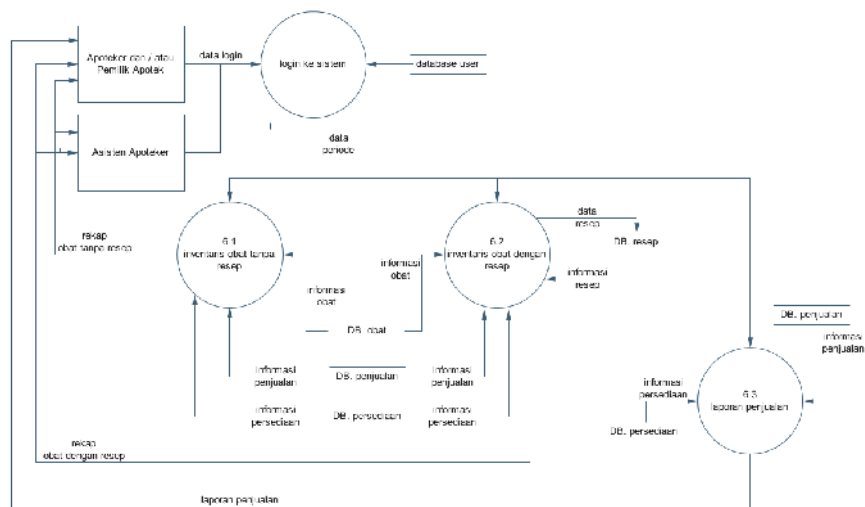 Apoteker dan / atau
Pemilik Apotek
data login
login ke sistem
database user
Asisten Apoteker
data
periode
rekap
obat tanpa resep
6.1
inventaris obat tanpa
resep
informasi
obat
informasi
obat
DB. obat
6.2
inventaris obat dengan
resep
data
resep
DB. resep
informasi
resep
informasi
penjualan
DB. penjualan
informasi
penjualan
informasi
persediaan
DB. persediaan
informasi
persediaan
DB. penjualan
informasi
penjualan
informasi
persediaan
DB. persediaan
6.3
laporan penjualan
rekap
obat dengan resep
laporan penjualan